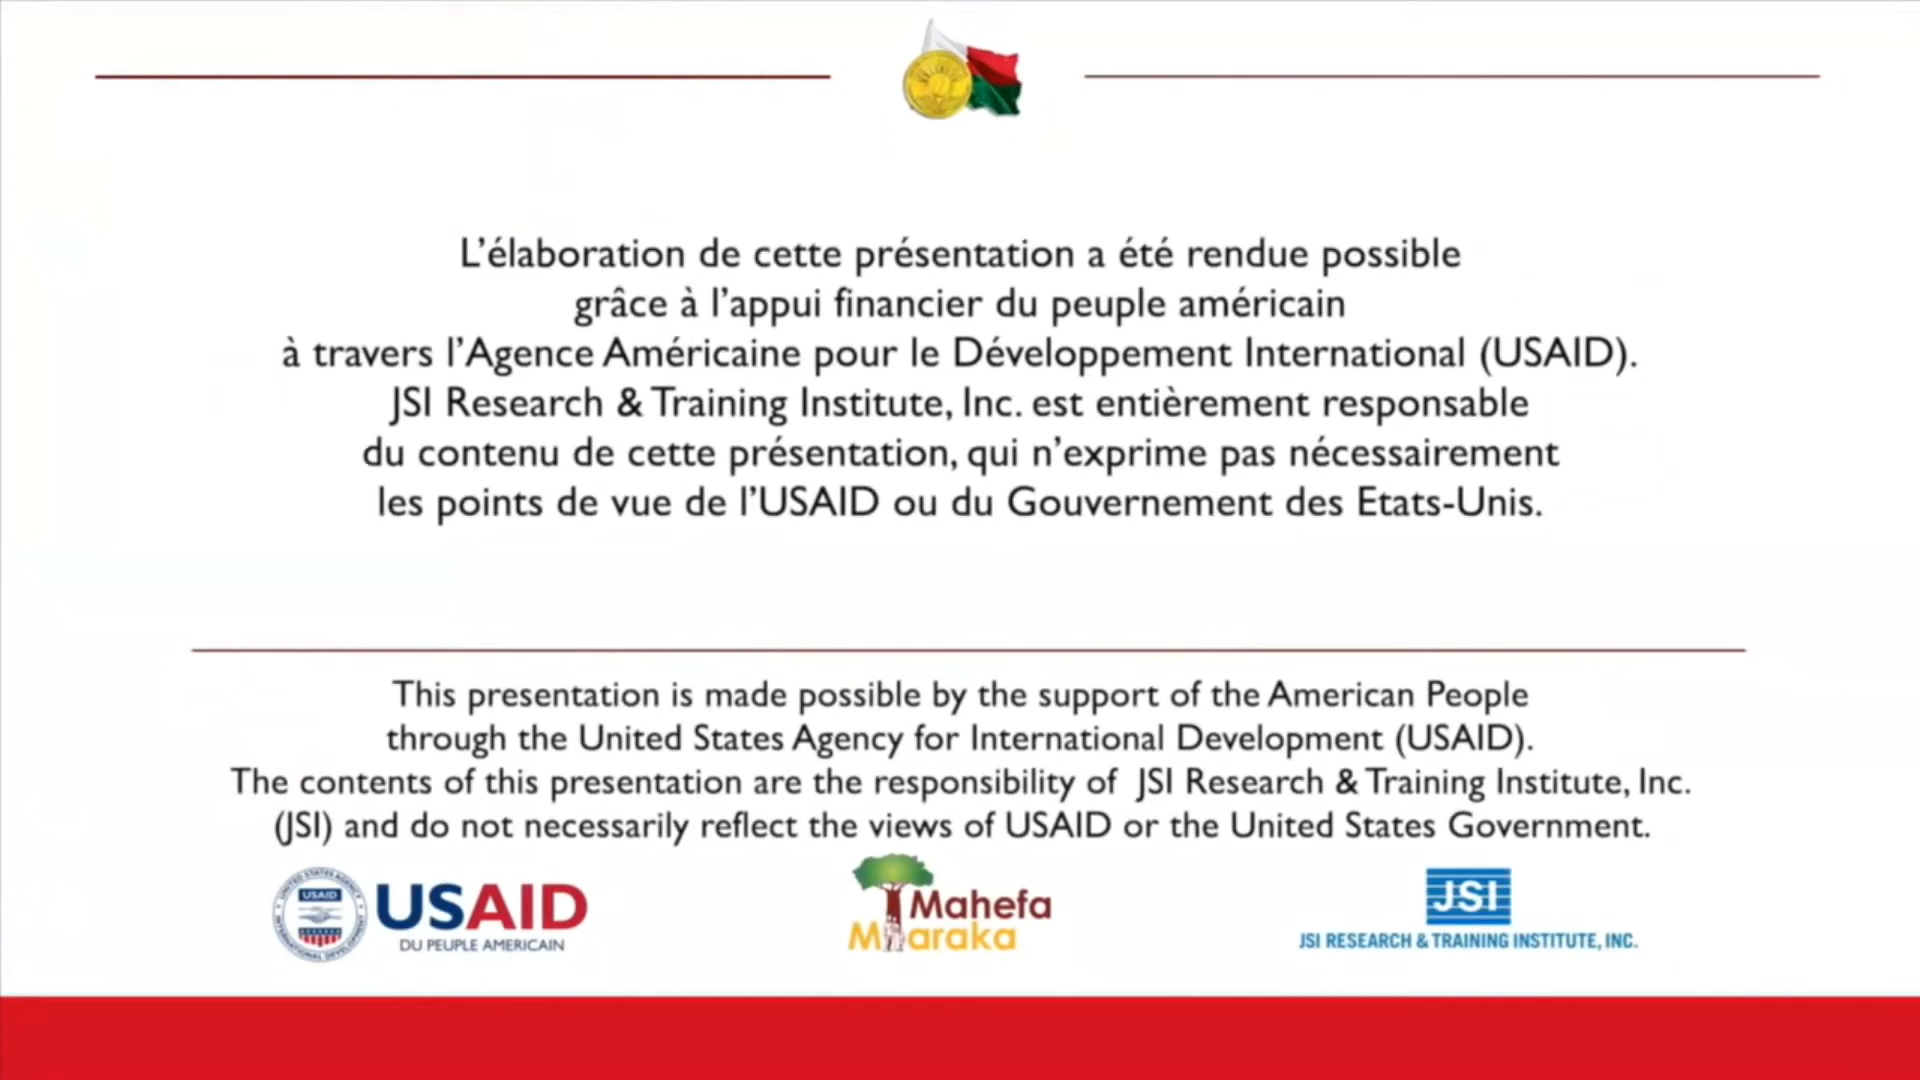 L’élaboration de cette présentation a été rendue possible
grâce à l’appui financier du peuple américain
à travers l’Agence Américaine pour le Développement International (USAID).
JSI Research & Training Institute, Inc. est entièrement responsable
du contenu de cette présentation, qui n’exprime pas nécessairement
les points de vue de l’USAID ou du Gouvernement des Etats-Unis.
This presentation is made possible by the support of the American People
through the United States Agency for International Development (USAID).
The contents of this presentation are the responsibility of JSI Research & Training Institute, Inc.
(JSI) and do not necessarily reflect the views of USAID or the United States Government.
USAID
USAID
DU PEUPLE AMERICAIN
Mahefa
Miaraka
JSI
JSI RESEARCH & TRAINING INSTITUTE, INC.